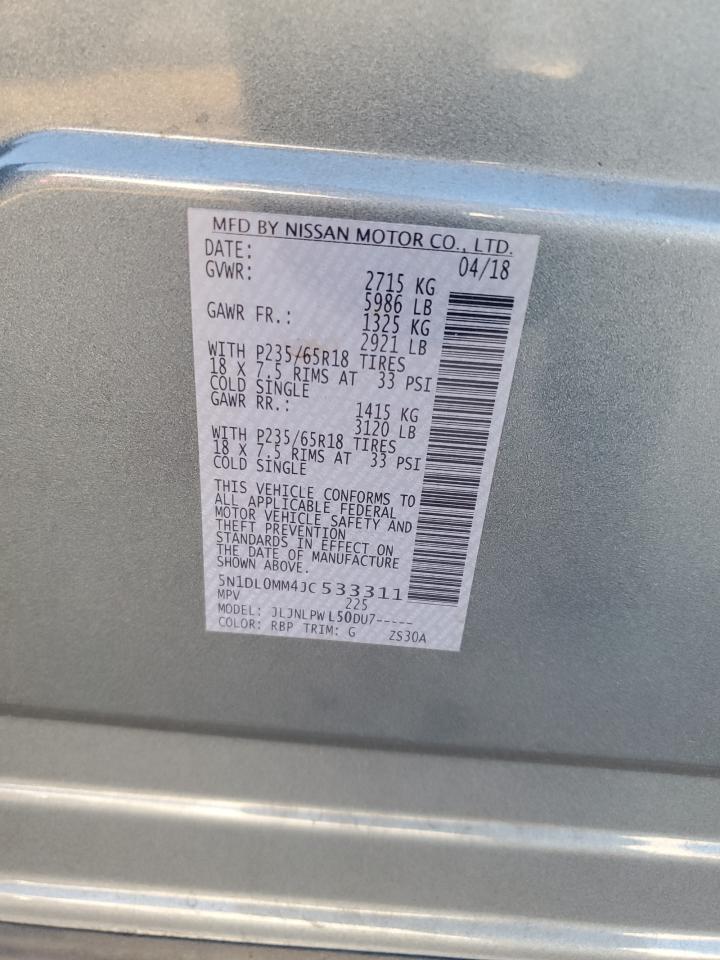 MFD BY NISSAN MOTOR CO., LTD.
DATE: 04/18
GVWR: 2715 KG
5986 LB
GAWR FR.: 1325 KG
2921 LB
WITH P235/65R18 TIRES
18 X 7.5 RIMS AT 33 PSI
COLD SINGLE
GAWR RR.: 1415 KG
3120 LB
WITH P235/65R18 TIRES
18 X 7.5 RIMS AT 33 PSI
COLD SINGLE
THIS VEHICLE CONFORMS TO
ALL APPLICABLE FEDERAL
MOTOR VEHICLE SAFETY AND
THEFT PREVENTION
STANDARDS IN EFFECT ON
THE DATE OF MANUFACTURE
SHOWN ABOVE.
5N1DL0MM4JC533311
MPV 225
MODEL: JLJNLPW L50DU7-----
COLOR: RBP TRIM: G ZS30A